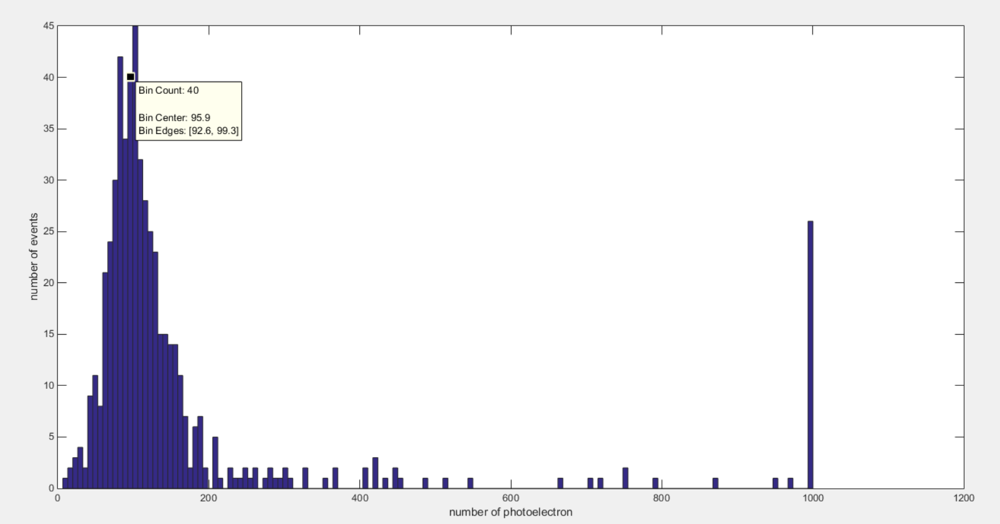 45
40
35
30
25
20
15
10
5
0
number of events
Bin Count: 40
Bin Center: 95.9
Bin Edges: [92.6, 99.3]
0 200 400 600 800 1000 1200
number of photoelectron